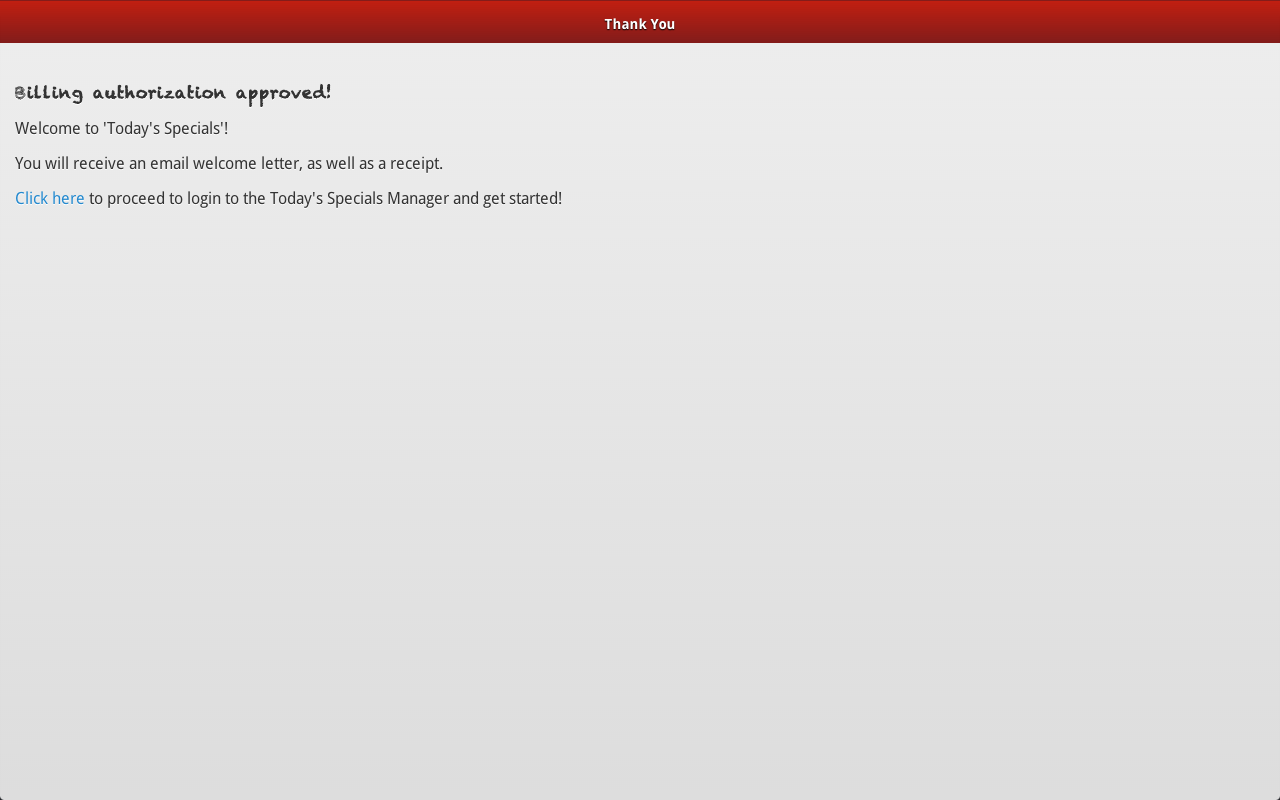 Thank You
Billing authorization approved!
Welcome to 'Today's Specials'!
You will receive an email welcome letter, as well as a receipt.
Click here to proceed to login to the Today's Specials Manager and get started!